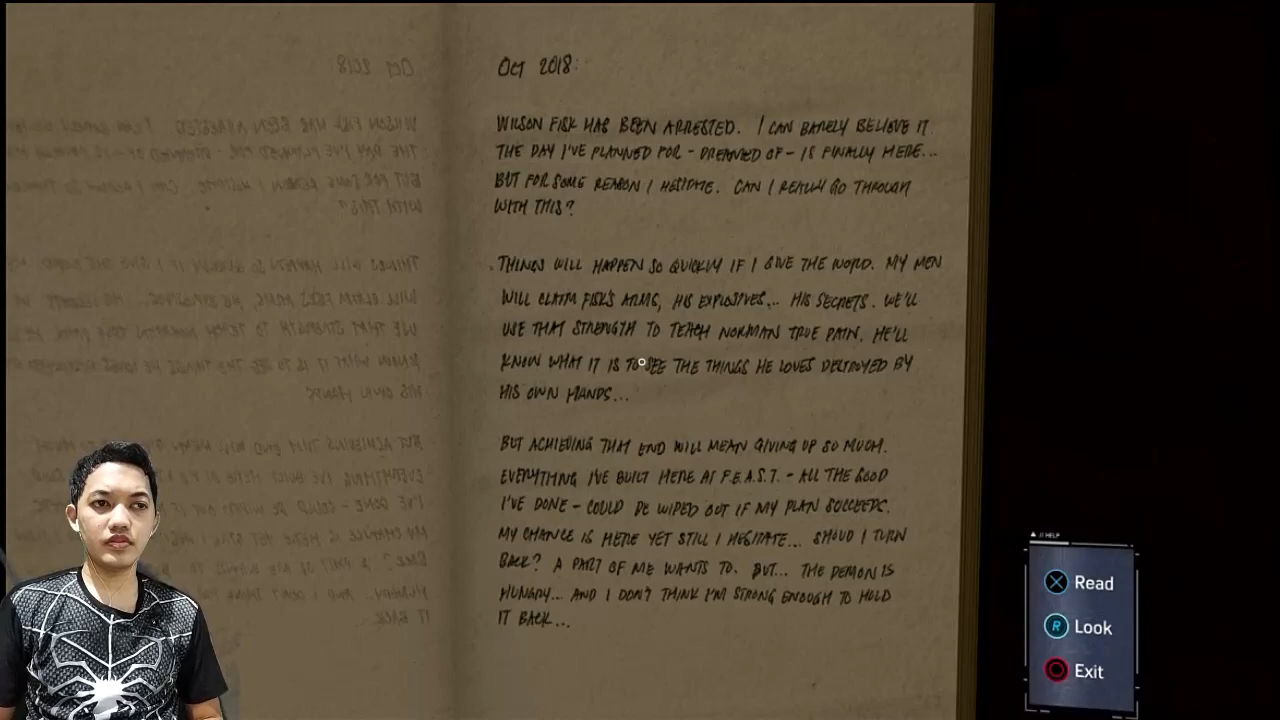 OCT 2018:
WILSON FISK HAS BEEN ARRESTED. I CAN BARELY BELIEVE IT.
THE DAY I'VE PLANNED FOR - DREAMED OF - IS FINALLY HERE...
BUT FOR SOME REASON I HESITATE. CAN I REALLY GO THROUGH
WITH THIS?
THINGS WILL HAPPEN SO QUICKLY IF I GIVE THE WORD. MY MEN
WILL CLAIM FISK'S ARMS, HIS EXPLOSIVES... HIS SECRETS. WE'LL
USE THAT STRENGTH TO TEACH NORMAN TRUE PAIN. HE'LL
KNOW WHAT IT IS TO SEE THE THINGS HE LOVES DESTROYED BY
HIS OWN HANDS...
BUT ACHIEVING THAT END WILL MEAN GIVING UP SO MUCH.
EVERYTHING I'VE BUILT HERE AT F.E.A.S.T. - ALL THE GOOD
I'VE DONE - COULD BE WIPED OUT IF MY PLAN SUCCEEDS.
MY CHANCE IS HERE YET STILL I HESITATE... SHOUD I TURN
BACK? A PART OF ME WANTS TO. BUT... THE DEMON IS
HUNGRY... AND I DON'T THINK I'M STRONG ENOUGH TO HOLD
IT BACK...
// HELP
Read
R Look
Exit